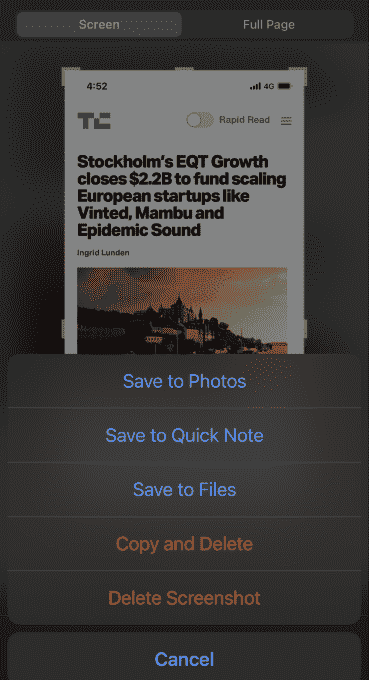 Screen
Full Page
4:52
4G
TC
Rapid Read
Stockholm's EQT Growth
closes $2.2B to fund scaling
European startups like
Vinted, Mambu and
Epidemic Sound
Ingrid Lunden
Save to Photos
Save to Quick Note
Save to Files
Copy and Delete
Delete Screenshot
Cancel